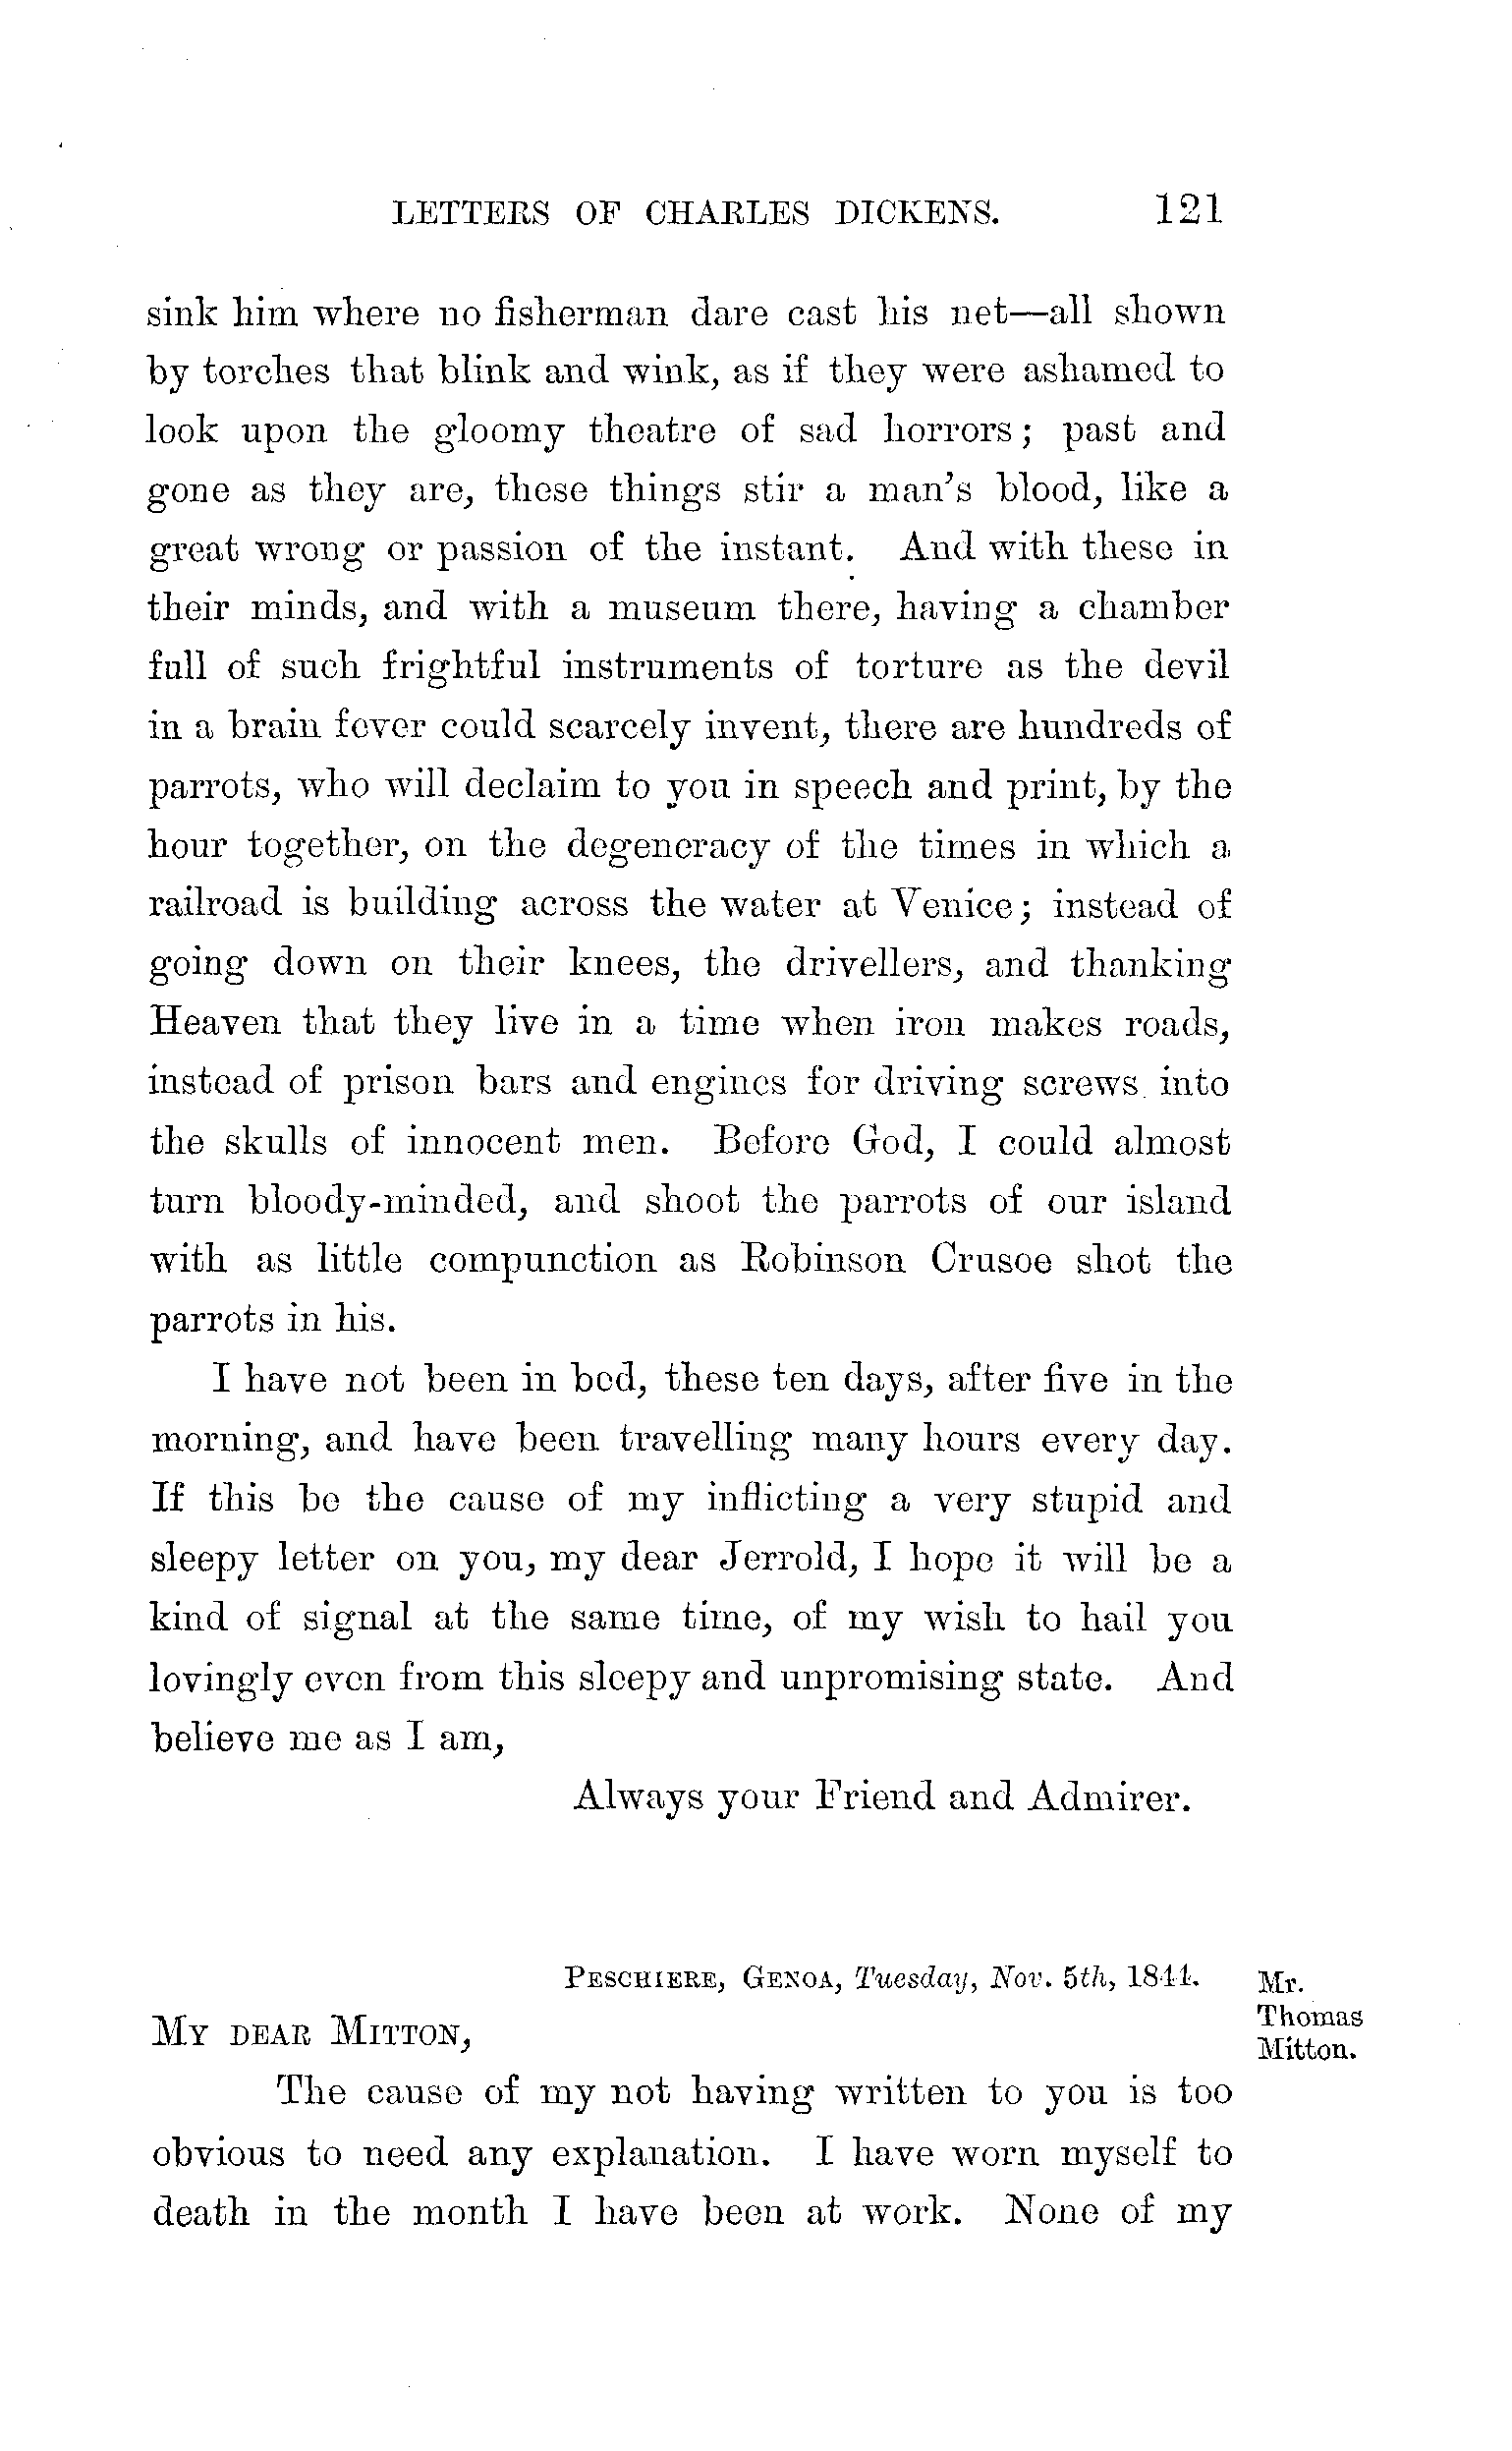 LETTERS OF CHARLES DICKENS. 121
sink him where no fisherman dare cast his net—all shown
by torches that blink and wink, as if they were ashamed to
look upon the gloomy theatre of sad horrors; past and
gone as they are, these things stir a man's blood, like a
great wrong or passion of the instant. And with these in
their minds, and with a museum there, having a chamber
full of such frightful instruments of torture as the devil
in a brain fever could scarcely invent, there are hundreds of
parrots, who will declaim to you in speech and print, by the
hour together, on the degeneracy of the times in which a
railroad is building across the water at Venice; instead of
going down on their knees, the drivellers, and thanking
Heaven that they live in a time when iron makes roads,
instead of prison bars and engines for driving screws into
the skulls of innocent men. Before God, I could almost
turn bloody-minded, and shoot the parrots of our island
with as little compunction as Robinson Crusoe shot the
parrots in his.
I have not been in bed, these ten days, after five in the
morning, and have been travelling many hours every day.
If this be the cause of my inflicting a very stupid and
sleepy letter on you, my dear Jerrold, I hope it will be a
kind of signal at the same time, of my wish to hail you
lovingly even from this sleepy and unpromising state. And
believe me as I am,
Always your Friend and Admirer.
PESCHIERE, GENOA, Tuesday, Nov. 5th, 1844.
Mr.
Thomas
Mitton.
MY DEAR MITTON,
The cause of my not having written to you is too
obvious to need any explanation. I have worn myself to
death in the month I have been at work. None of my